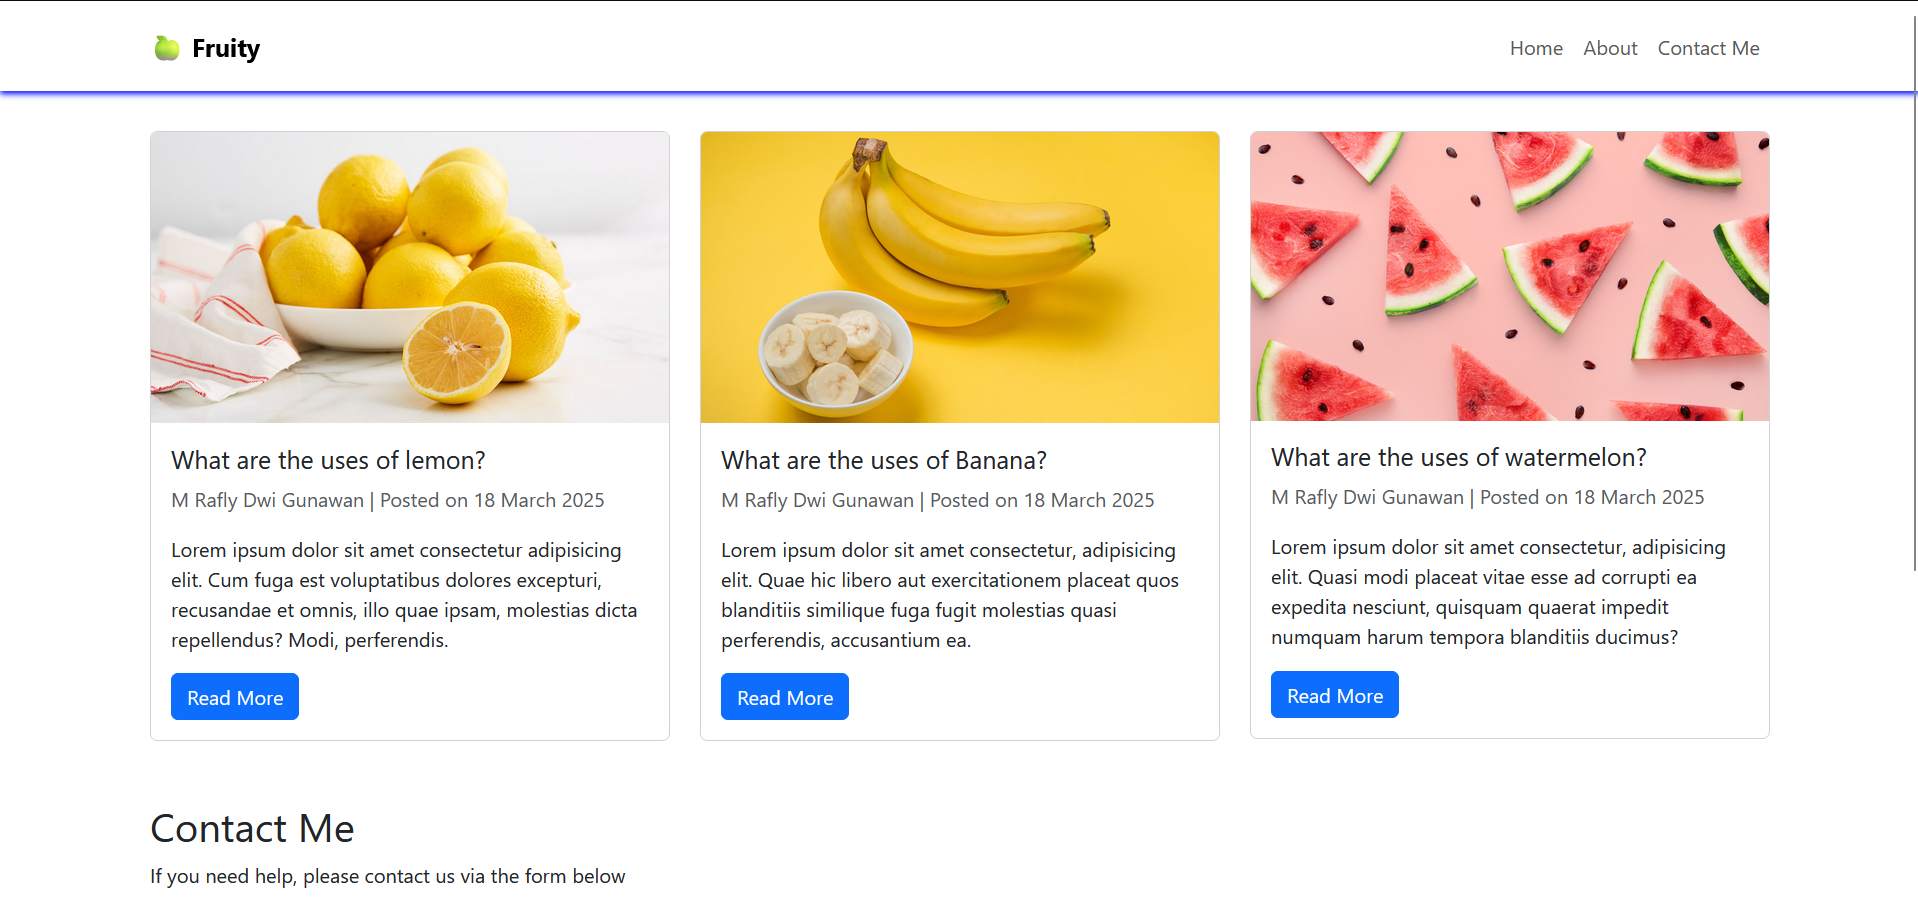 Fruity
Home About Contact Me
What are the uses of lemon?
M Rafly Dwi Gunawan | Posted on 18 March 2025
Lorem ipsum dolor sit amet consectetur adipisicing
elit. Cum fuga est voluptatibus dolores excepturi,
recusandae et omnis, illo quae ipsam, molestias dicta
repellendus? Modi, perferendis.
Read More
What are the uses of Banana?
M Rafly Dwi Gunawan | Posted on 18 March 2025
Lorem ipsum dolor sit amet consectetur, adipisicing
elit. Quae hic libero aut exercitationem placeat quos
blanditiis similique fuga fugit molestias quasi
perferendis, accusantium ea.
Read More
What are the uses of watermelon?
M Rafly Dwi Gunawan | Posted on 18 March 2025
Lorem ipsum dolor sit amet consectetur, adipisicing
elit. Quasi modi placeat vitae esse ad corrupti ea
expedita nesciunt, quisquam quaerat impedit
numquam harum tempora blanditiis ducimus?
Read More
Contact Me
If you need help, please contact us via the form below